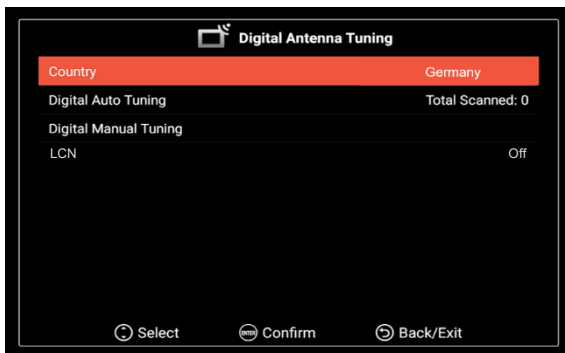 Digital Antenna Tuning
Country Germany
Digital Auto Tuning Total Scanned: 0
Digital Manual Tuning
LCN Off
Select ENTER Confirm Back/Exit